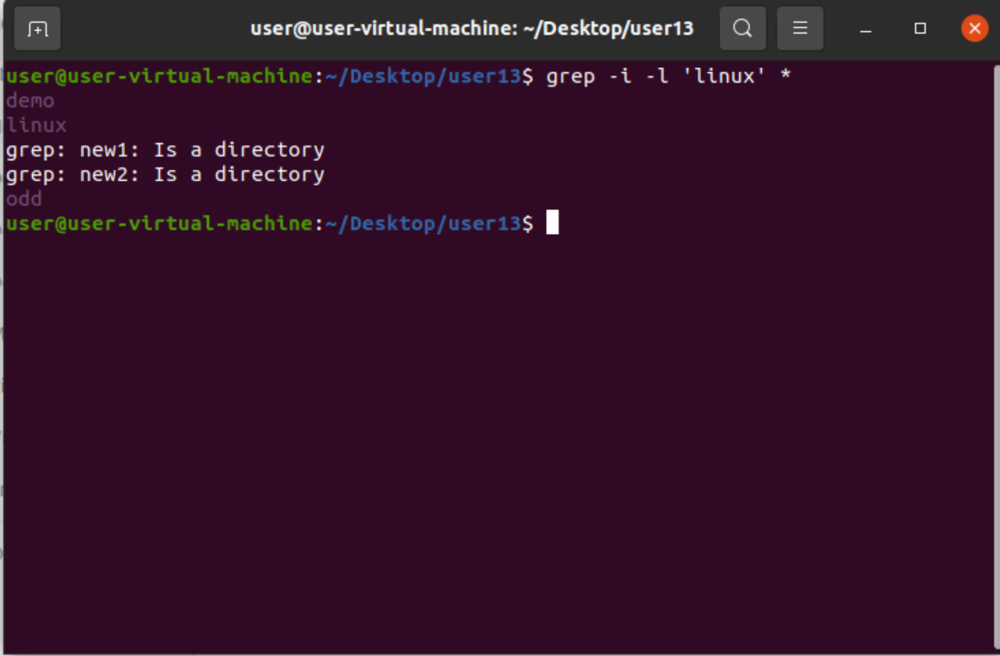 user@user-virtual-machine: ~/Desktop/user13
user@user-virtual-machine:~/Desktop/user13$ grep -i -l 'linux' *
demo
linux
grep: new1: Is a directory
grep: new2: Is a directory
odd
user@user-virtual-machine:~/Desktop/user13$